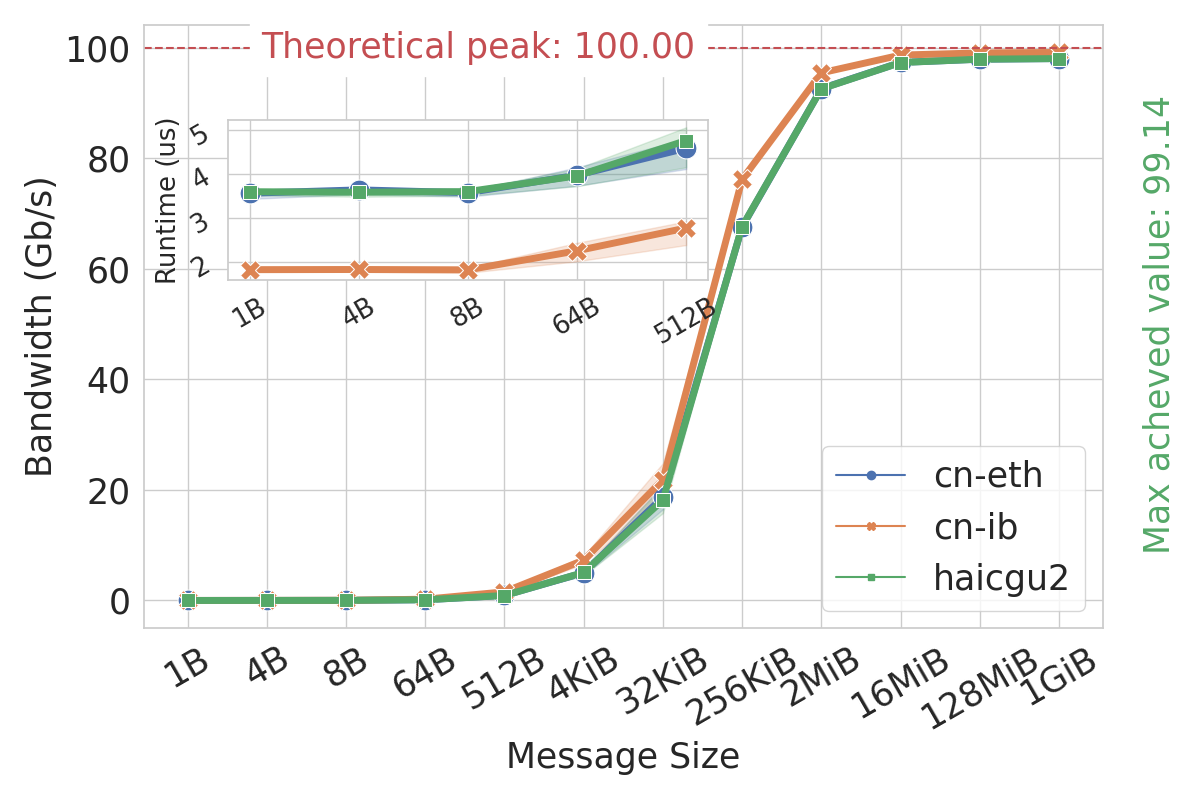 Theoretical peak: 100.00
Bandwidth (Gb/s)
100
80
60
40
20
0
Runtime (us)
5
4
3
2
1B
4B
8B
64B
512B
cn-eth
cn-ib
haicgu2
1B
4B
8B
64B
512B
4KiB
32KiB
256KiB
2MiB
16MiB
128MiB
1GiB
Message Size
Max acheved value: 99.14